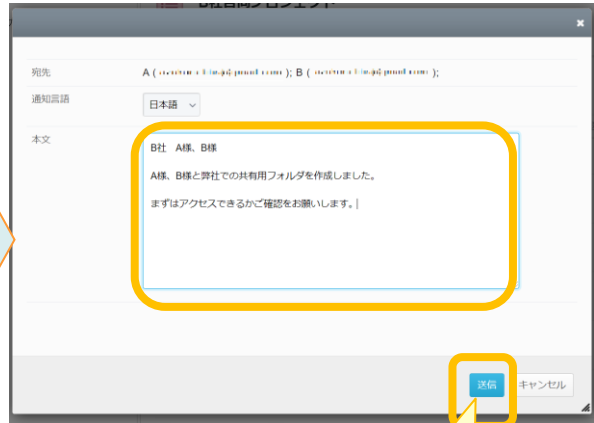 B社合同プロジェクト
×
宛先 A ( ); B ( );
通知言語 日本語
本文
B社 A様、B様
A様、B様と弊社での共有用フォルダを作成しました。
まずはアクセスできるかご確認をお願いします。
送信 キャンセル